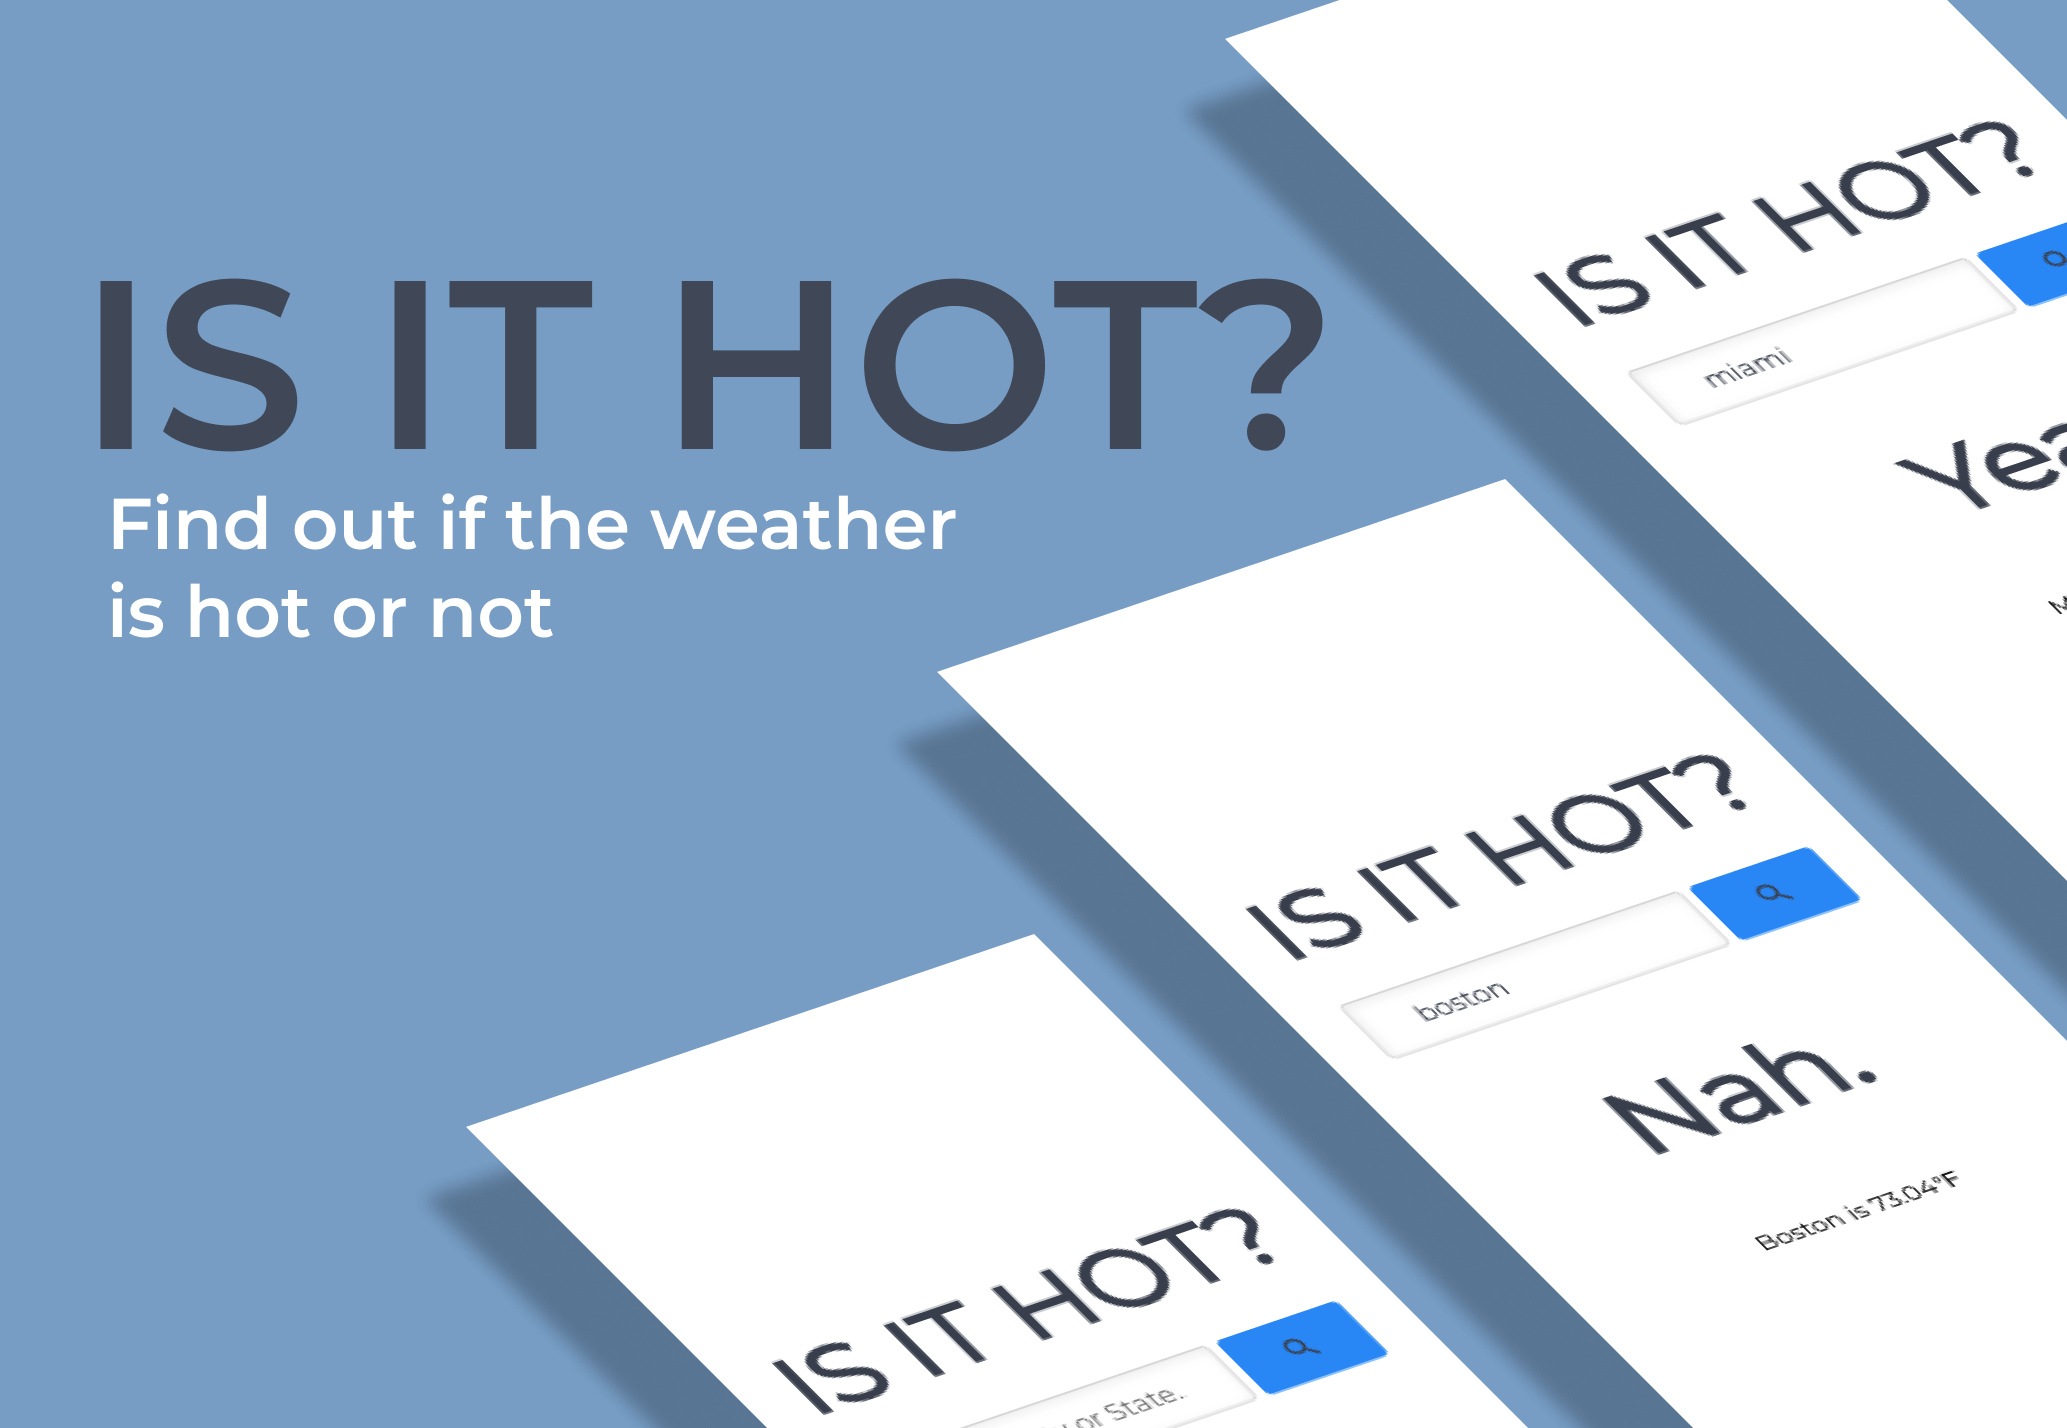 IS IT HOT?
Find out if the weather
is hot or not
IS IT HOT?
miami
IS IT HOT?
boston
Nah.
Boston is 73.04°F
IS IT HOT?
or State..